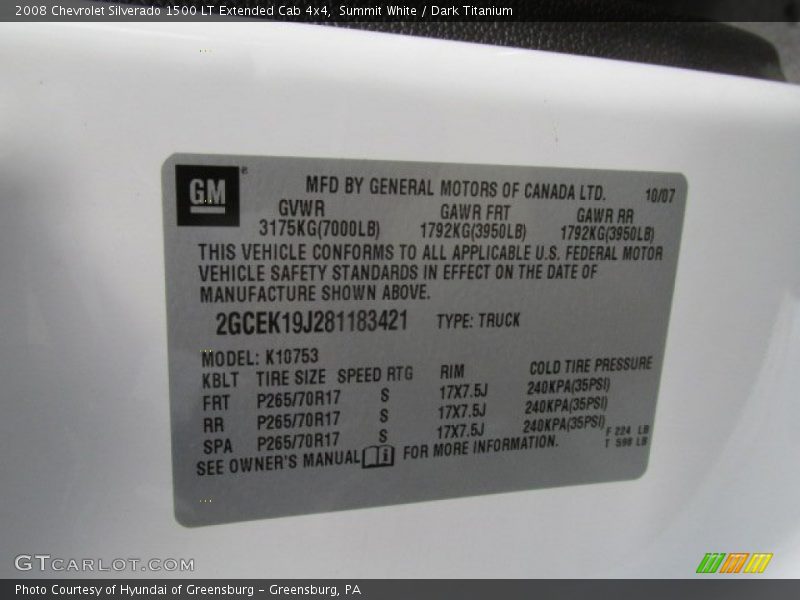 2008 Chevrolet Silverado 1500 LT Extended Cab 4x4, Summit White / Dark Titanium
GM
MFD BY GENERAL MOTORS OF CANADA LTD. 10/07
GVWR GAWR FRT GAWR RR
3175KG(7000LB) 1792KG(3950LB) 1792KG(3950LB)
THIS VEHICLE CONFORMS TO ALL APPLICABLE U.S. FEDERAL MOTOR
VEHICLE SAFETY STANDARDS IN EFFECT ON THE DATE OF
MANUFACTURE SHOWN ABOVE.
2GCEK19J281183421 TYPE: TRUCK
MODEL: K10753
KBLT TIRE SIZE SPEED RTG RIM COLD TIRE PRESSURE
FRT P265/70R17 S 17X7.5J 240KPA(35PSI)
RR P265/70R17 S 17X7.5J 240KPA(35PSI)
SPA P265/70R17 S 17X7.5J 240KPA(35PSI)
F 224 LB
T 598 LB
SEE OWNER'S MANUAL FOR MORE INFORMATION.
GTCARLOT.COM
Photo Courtesy of Hyundai of Greensburg - Greensburg, PA